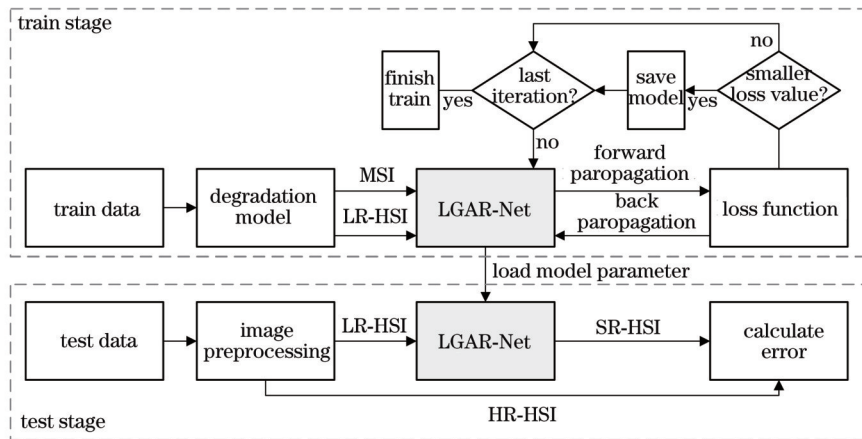 train stage
no
finish
train
yes
last
iteration?
save
model
yes
smaller
loss value?
no
train data
degradation
model
MSI
LR-HSI
LGAR-Net
forward
paropagation
back
paropagation
loss function
load model parameter
test data
image
preprocessing
LR-HSI
LGAR-Net
SR-HSI
calculate
error
HR-HSI
test stage